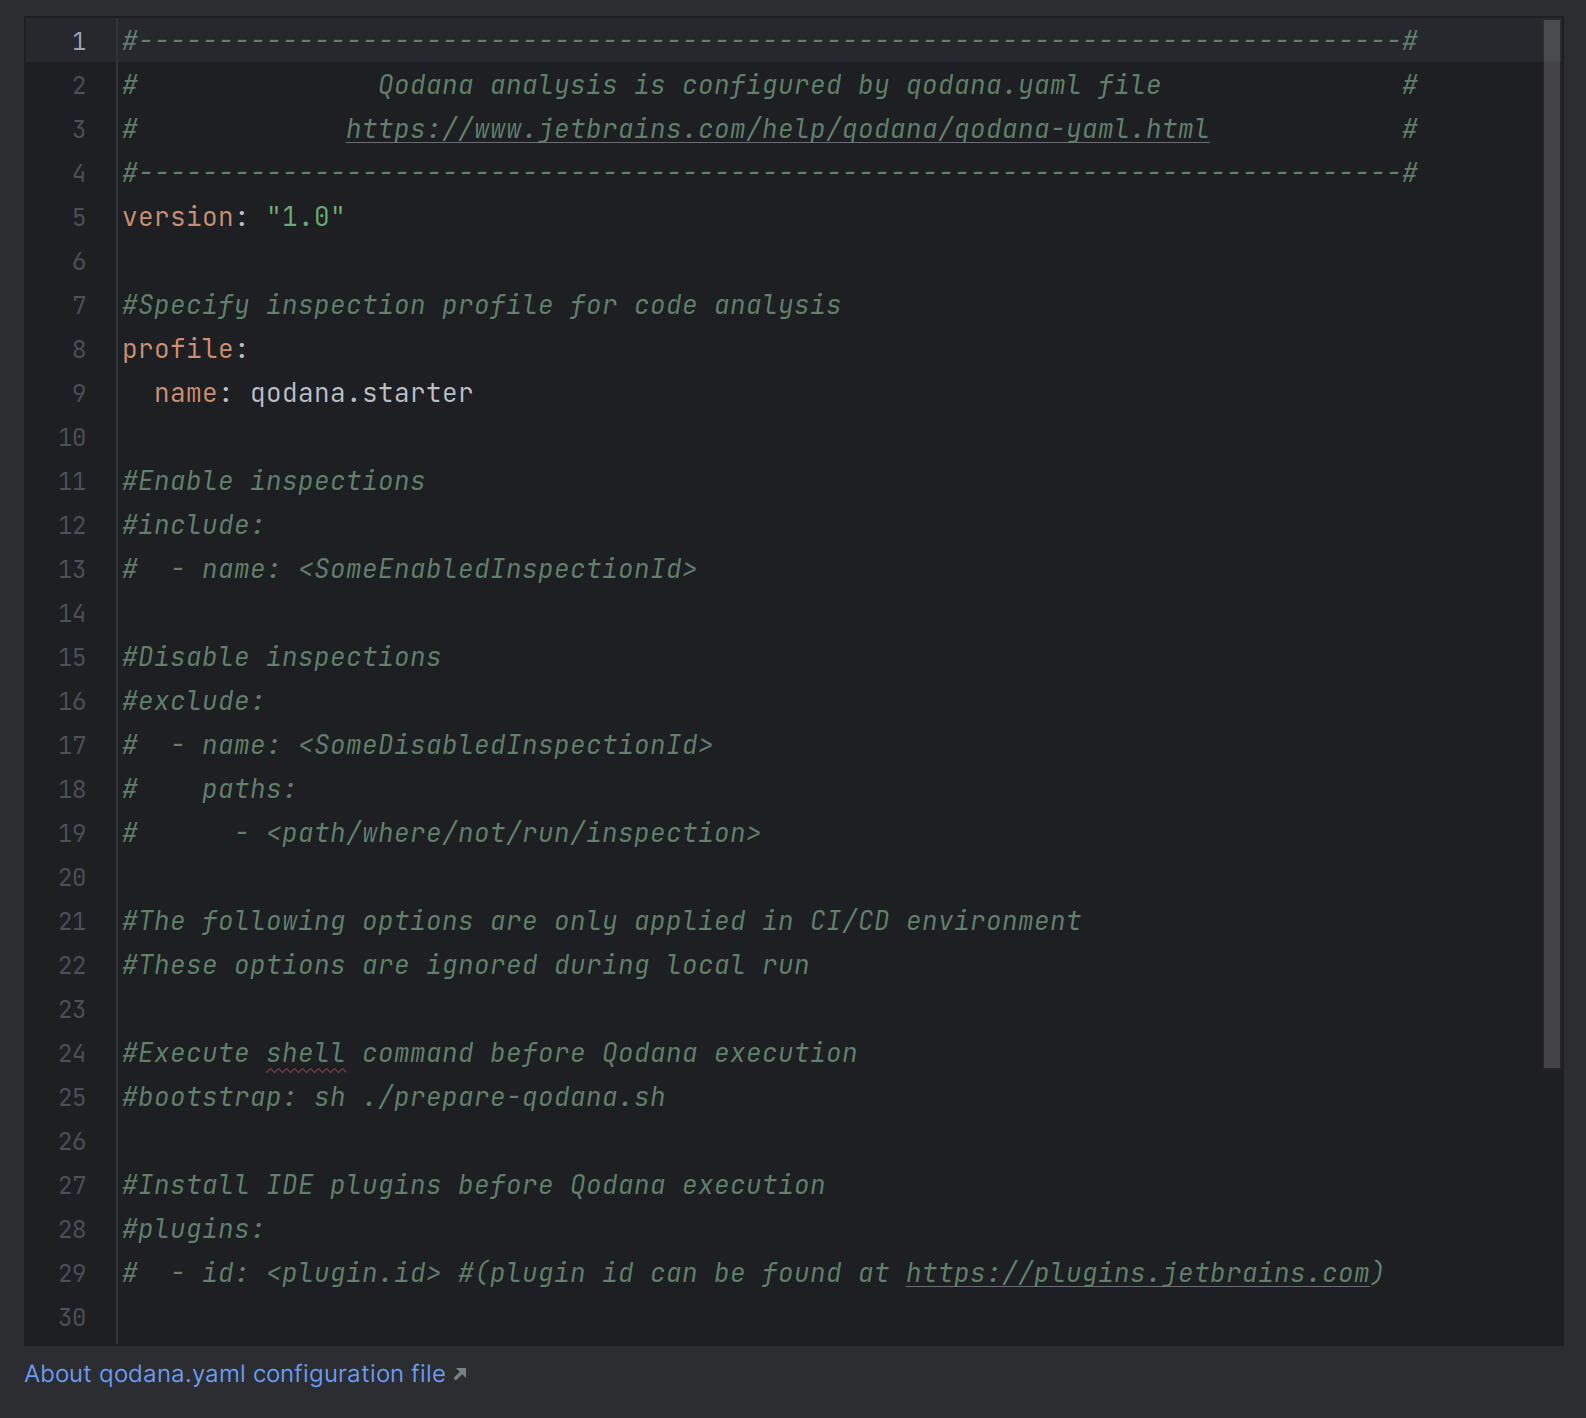 1 #-------------------------------------------------------------------------------#
2 #               Qodana analysis is configured by qodana.yaml file               #
3 #             https://www.jetbrains.com/help/qodana/qodana-yaml.html            #
4 #-------------------------------------------------------------------------------#
5 version: "1.0"
6
7 #Specify inspection profile for code analysis
8 profile:
9   name: qodana.starter
10
11 #Enable inspections
12 #include:
13 #  - name: <SomeEnabledInspectionId>
14
15 #Disable inspections
16 #exclude:
17 #  - name: <SomeDisabledInspectionId>
18 #    paths:
19 #      - <path/where/not/run/inspection>
20
21 #The following options are only applied in CI/CD environment
22 #These options are ignored during local run
23
24 #Execute shell command before Qodana execution
25 #bootstrap: sh ./prepare-qodana.sh
26
27 #Install IDE plugins before Qodana execution
28 #plugins:
29 #  - id: <plugin.id> #(plugin id can be found at https://plugins.jetbrains.com)
30
About qodana.yaml configuration file